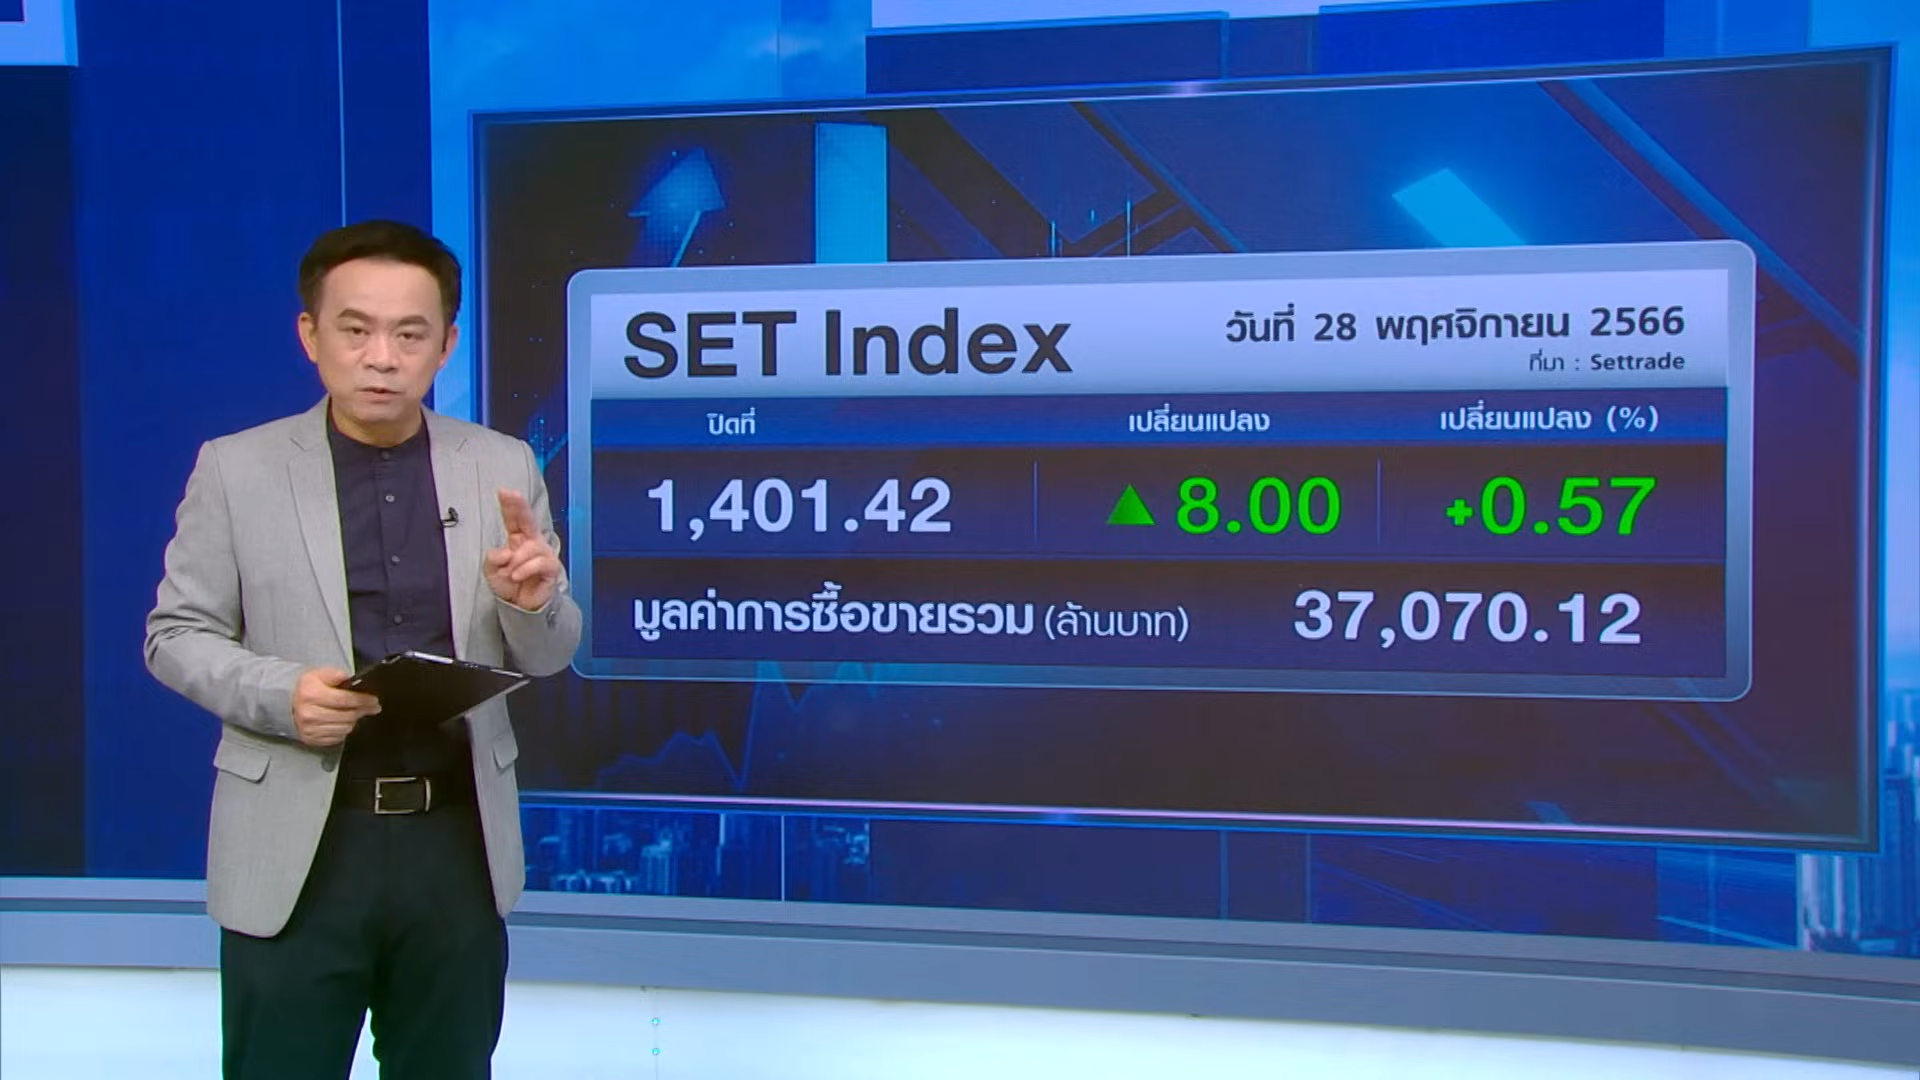 SET Index
วันที่ 28 พฤศจิกายน 2566
ที่มา : Settrade
ปิดที่ เปลี่ยนแปลง เปลี่ยนแปลง (%)
1,401.42 ▲ 8.00 +0.57
มูลค่าการซื้อขายรวม (ล้านบาท) 37,070.12